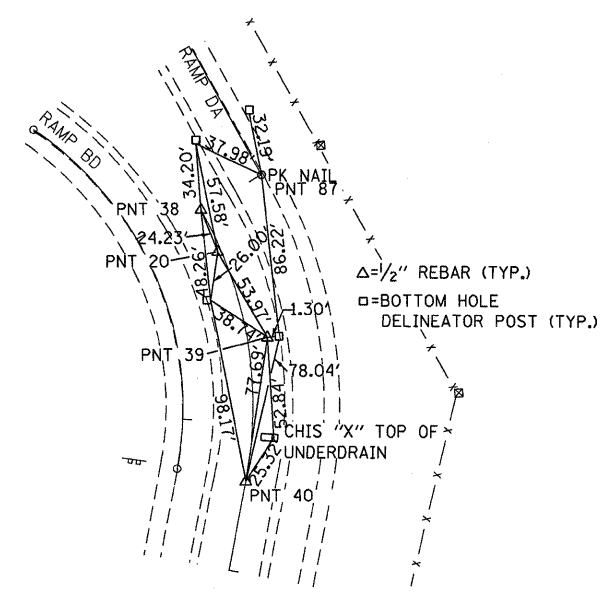 RAMP DA
RAMP BD
32.19'
37.98
PK NAIL
PNT 87
34.20'
57.58'
PNT 38
24.23'
26.00'
PNT 20
48.26'
53.97'
86.22'
△=1/2" REBAR (TYP.)
□=BOTTOM HOLE
DELINEATOR POST (TYP.)
1.30'
38.74'
PNT 39
77.69'
78.04'
98.17'
52.84'
CHIS "X" TOP OF
UNDERDRAIN
25.32'
PNT 40